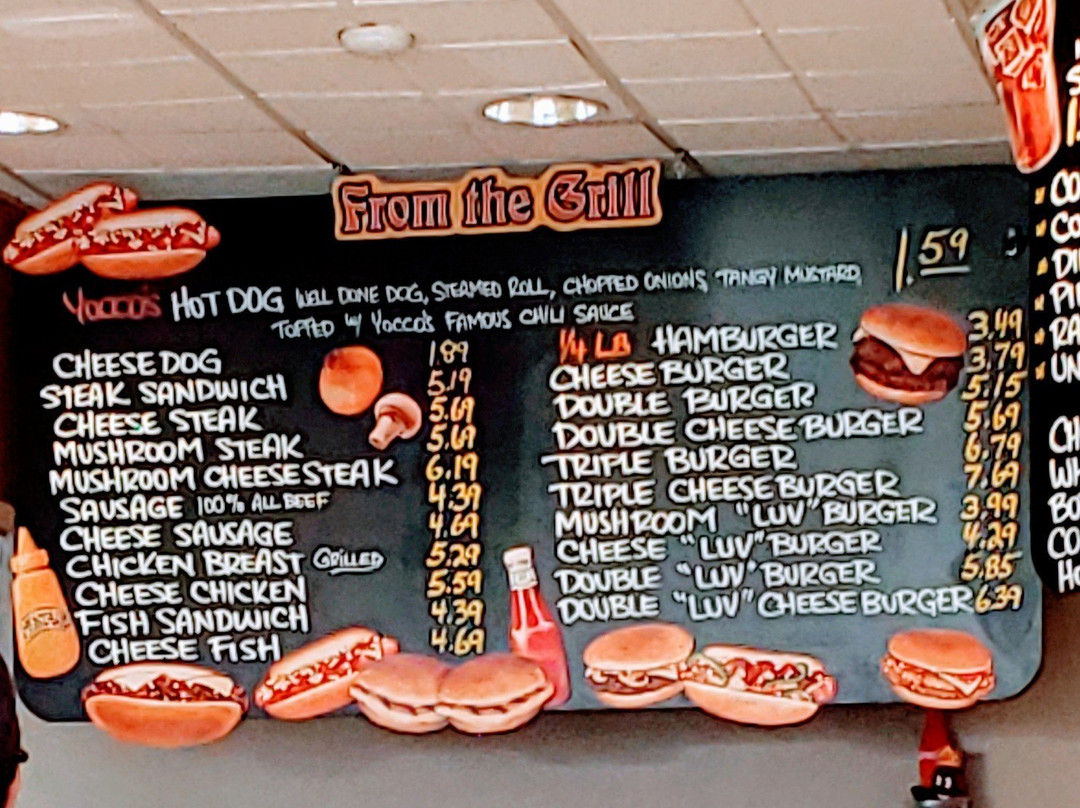 From the Grill
Yocco's HOT DOG WELL DONE DOG, STEAMED ROLL, CHOPPED ONIONS, TANGY MUSTARD, 1.59
TOPPED W/ YOCCO'S FAMOUS CHILI SAUCE
CHEESE DOG 1.89
STEAK SANDWICH 5.19
CHEESE STEAK 5.69
MUSHROOM STEAK 5.69
MUSHROOM CHEESESTEAK 6.19
SAUSAGE 100% ALL BEEF 4.39
CHEESE SAUSAGE 4.69
CHICKEN BREAST GRILLED 5.29
CHEESE CHICKEN 5.59
FISH SANDWICH 4.39
CHEESE FISH 4.69
1/4 LB HAMBURGER 3.49
CHEESE BURGER 3.79
DOUBLE BURGER 5.15
DOUBLE CHEESE BURGER 5.69
TRIPLE BURGER 6.79
TRIPLE CHEESE BURGER 7.69
MUSHROOM "LUV" BURGER 3.99
CHEESE "LUV" BURGER 4.29
DOUBLE "LUV" BURGER 5.85
DOUBLE "LUV" CHEESE BURGER 6.39